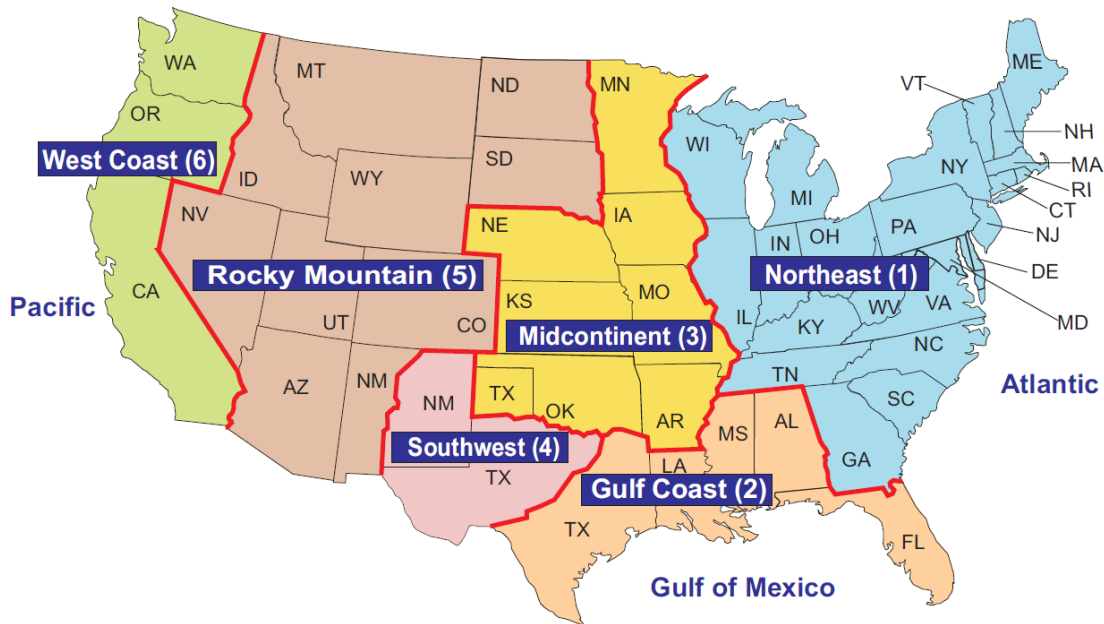 WA
MT
ND
MN
ME
VT
OR
NH
WI
West Coast (6)
SD
MA
ID
WY
NY
MI
RI
CT
NV
NE
IA
PA
NJ
IN
OH
Rocky Mountain (5)
Northeast (1)
DE
CA
KS
MO
Pacific
WV
VA
IL
MD
UT
CO
Midcontinent (3)
KY
NC
TN
AZ
NM
NM
TX
Atlantic
SC
OK
AR
AL
MS
Southwest (4)
GA
LA
TX
Gulf Coast (2)
TX
FL
Gulf of Mexico